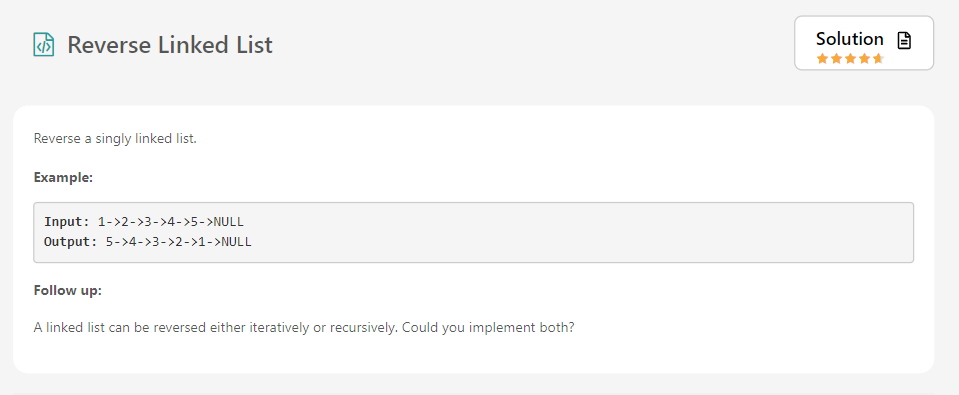 Reverse Linked List
Solution
Reverse a singly linked list.
Example:
Input: 1->2->3->4->5->NULL
Output: 5->4->3->2->1->NULL
Follow up:
A linked list can be reversed either iteratively or recursively. Could you implement both?